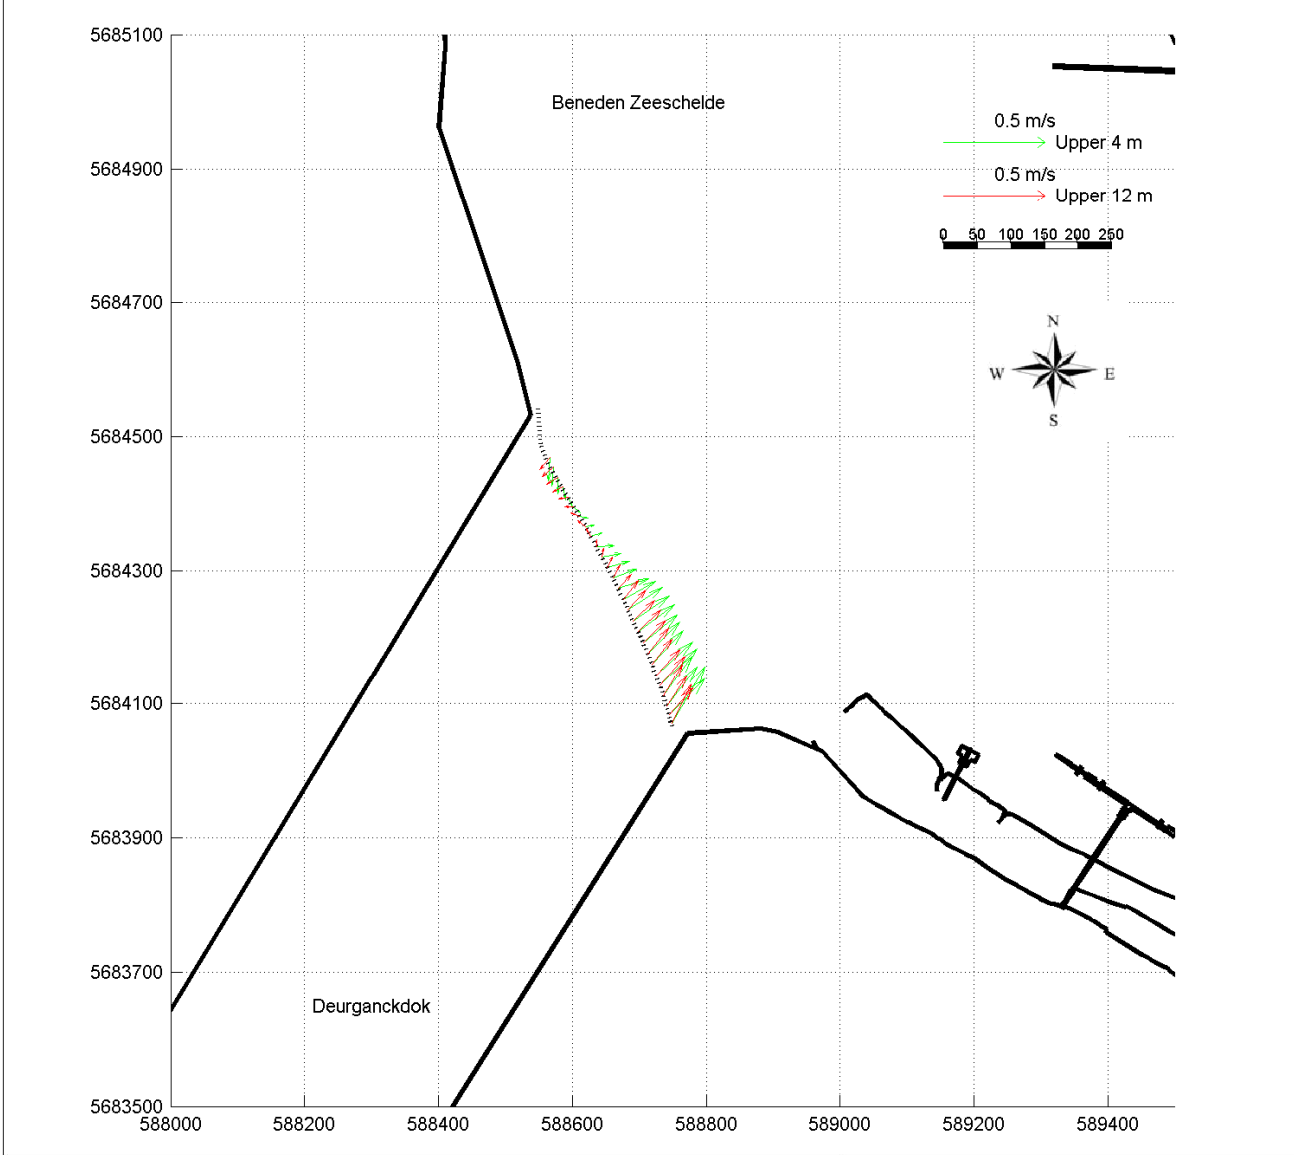 5685100
Beneden Zeeschelde
0.5 m/s
Upper 4 m
5684900
0.5 m/s
Upper 12 m
0 50 100 150 200 250
5684700
N
W E
S
5684500
5684300
5684100
5683900
5683700
Deurganckdok
5683500
588000 588200 588400 588600 588800 589000 589200 589400